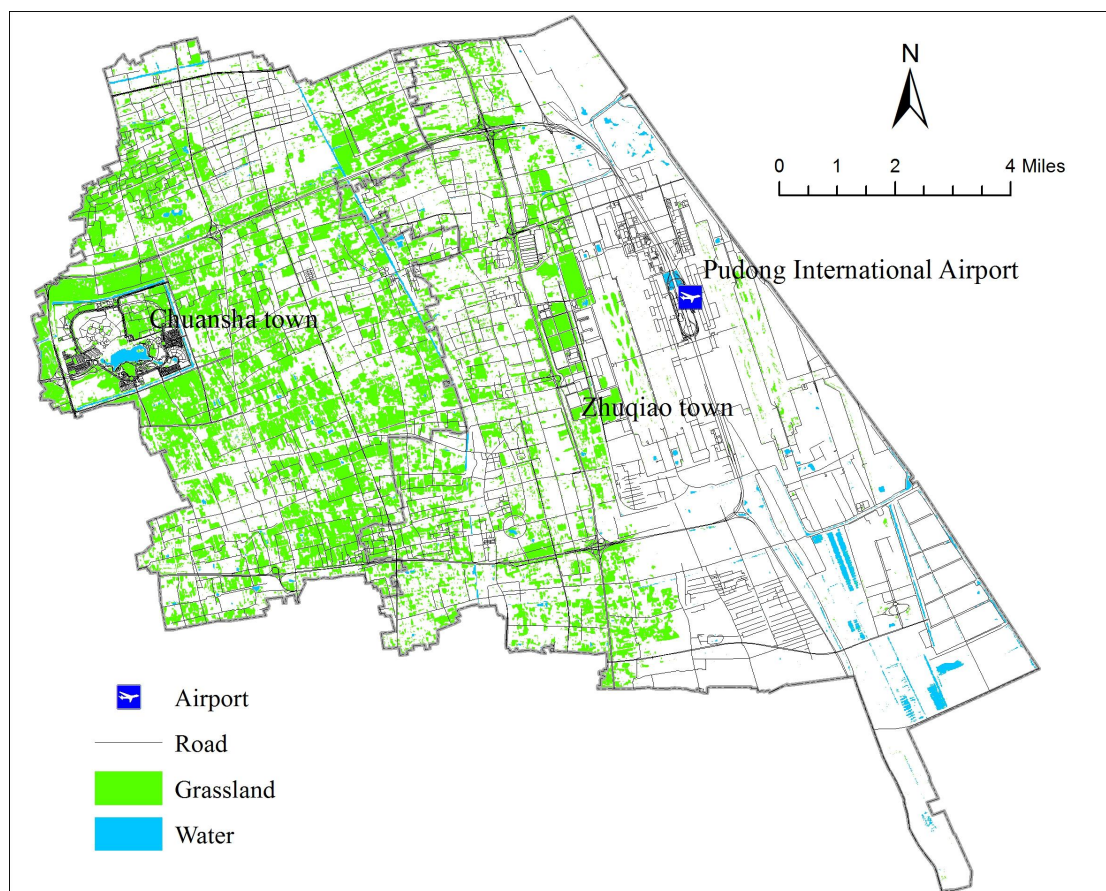 N
0 1 2 4 Miles
Pudong International Airport
Chuansha town
Zhuqiao town
Airport
Road
Grassland
Water